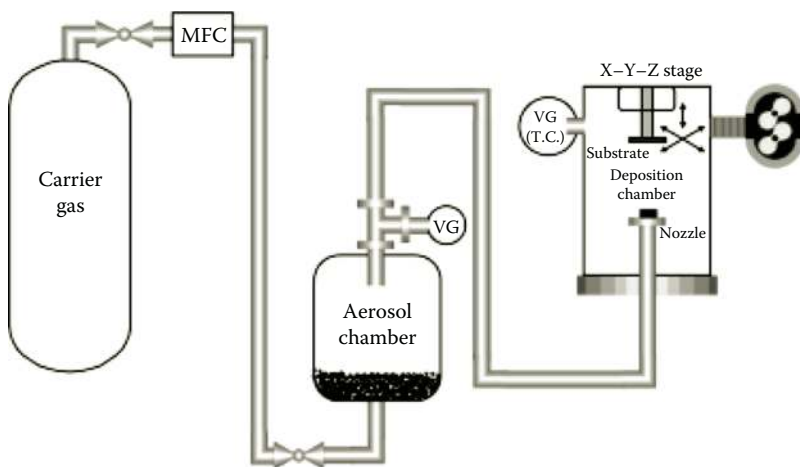 MFC
X–Y–Z stage
VG
(T.C.)
Substrate
Deposition
chamber
Carrier
gas
VG
Nozzle
Aerosol
chamber